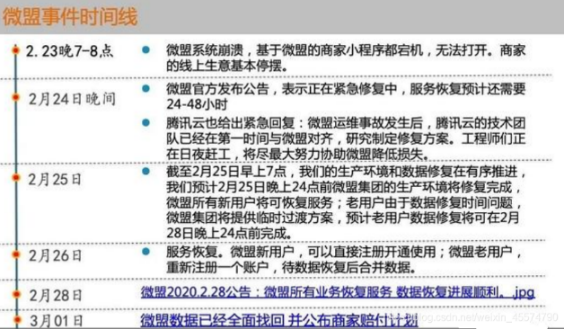 微盟事件时间线
2.23晚7-8点
微盟系统崩溃，基于微盟的商家小程序都宕机，无法打开。商家
的线上生意基本停摆。
2月24日晚间
微盟官方发布公告，表示正在紧急修复中，服务恢复预计还需要
24-48小时
腾讯云也给出紧急回复：微盟运维事故发生后，腾讯云的技术团
队已经在第一时间与微盟对齐，研究制定修复方案。工程师们正
在日夜赶工，将尽最大努力协助微盟降低损失。
2月25日
截至2月25日早上7点，我们的生产环境和数据修复在有序推进，
我们预计2月25日晚上24点前微盟集团的生产环境将修复完成，
微盟所有新用户将可恢复服务；老用户由于数据修复时间问题，
微盟集团将提供临时过渡方案，预计老用户数据修复将可在2月
28日晚上24点前完成。
2月26日
服务恢复。微盟新用户，可以直接注册开通使用；微盟老用户，
重新注册一个账户，待数据恢复后合并数据。
2月28日
微盟2020.2.28公告：微盟所有业务恢复服务 数据恢复进展顺利。.jpg
3月01日
微盟数据已经全面找回 并公布商家赔付计划